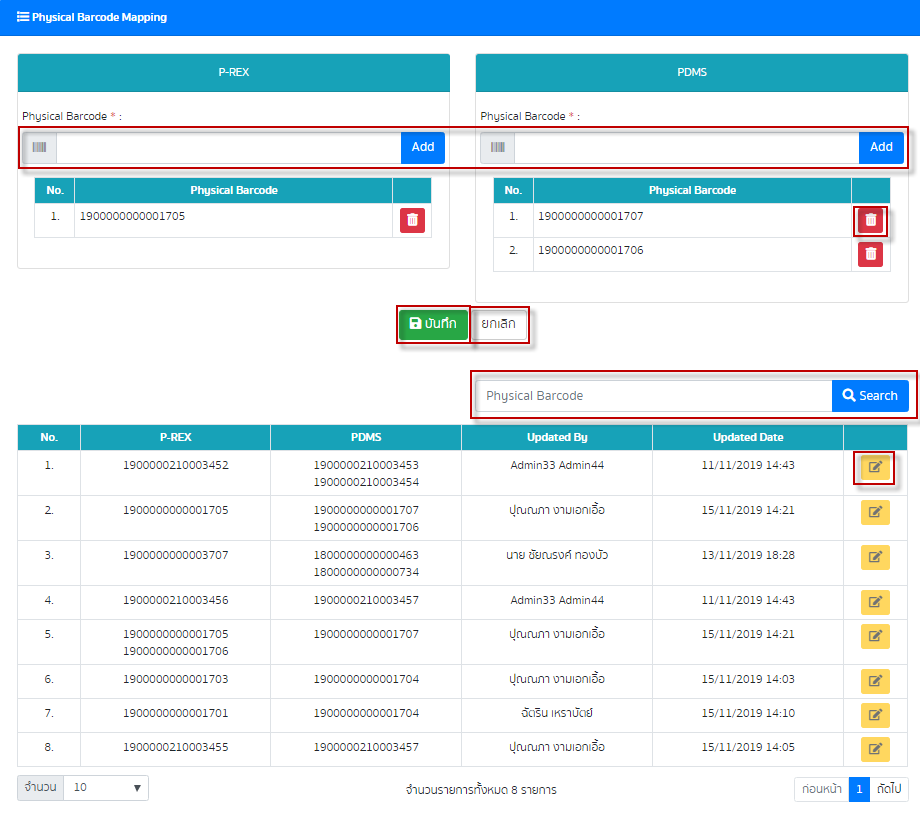 Physical Barcode Mapping
P-REX
PDMS
Physical Barcode * :
Physical Barcode * :
Add
Add
No. Physical Barcode
No. Physical Barcode
1. 1900000000001705
1. 1900000000001707
2. 1900000000001706
บันทึก ยกเลิก
Physical Barcode Search
No. P-REX PDMS Updated By Updated Date
1. 1900000210003452 1900000210003453 Admin33 Admin44 11/11/2019 14:43
1900000210003454
2. 1900000000001705 1900000000001707 ปุณณภา งามเอกเอื้อ 15/11/2019 14:21
1900000000001706
3. 1900000000003707 1800000000000463 นาย ชัยณรงค์ ทองบัว 13/11/2019 18:28
1800000000000734
4. 1900000210003456 1900000210003457 Admin33 Admin44 11/11/2019 14:43
5. 1900000000001705 1900000000001707 ปุณณภา งามเอกเอื้อ 15/11/2019 14:21
1900000000001706
6. 1900000000001703 1900000000001704 ปุณณภา งามเอกเอื้อ 15/11/2019 14:03
7. 1900000000001701 1900000000001704 ฉัตริน เหราบัตย์ 15/11/2019 14:10
8. 1900000210003455 1900000210003457 ปุณณภา งามเอกเอื้อ 15/11/2019 14:05
จำนวน 10 จำนวนรายการทั้งหมด 8 รายการ ก่อนหน้า 1 ถัดไป